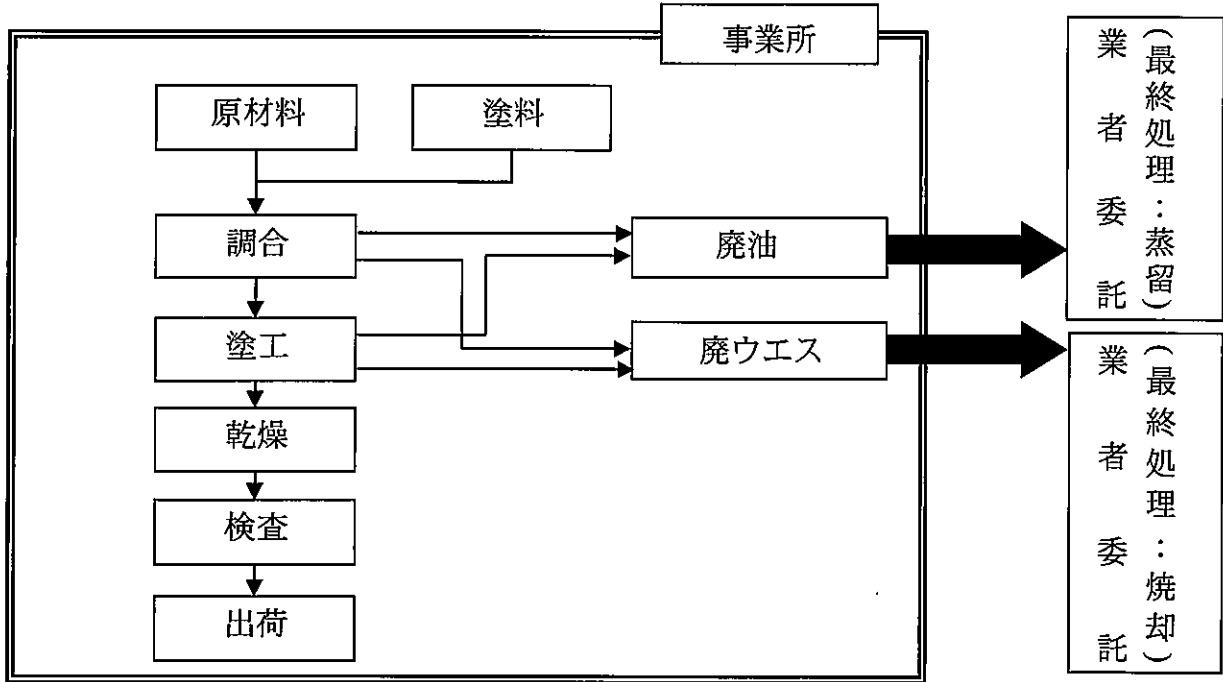 事業所
原材料
塗料
調合
廃油
塗工
廃ウエス
乾燥
検査
出荷
業者委託
(最終処理:蒸留)
業者委託
(最終処理:焼却)